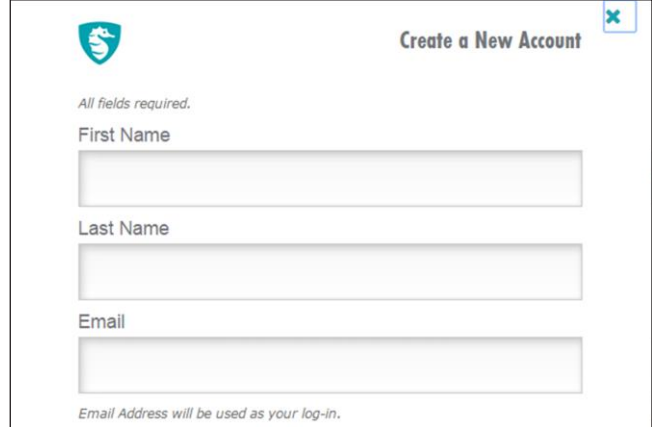 Create a New Account
All fields required.
First Name
Last Name
Email
Email Address will be used as your log-in.